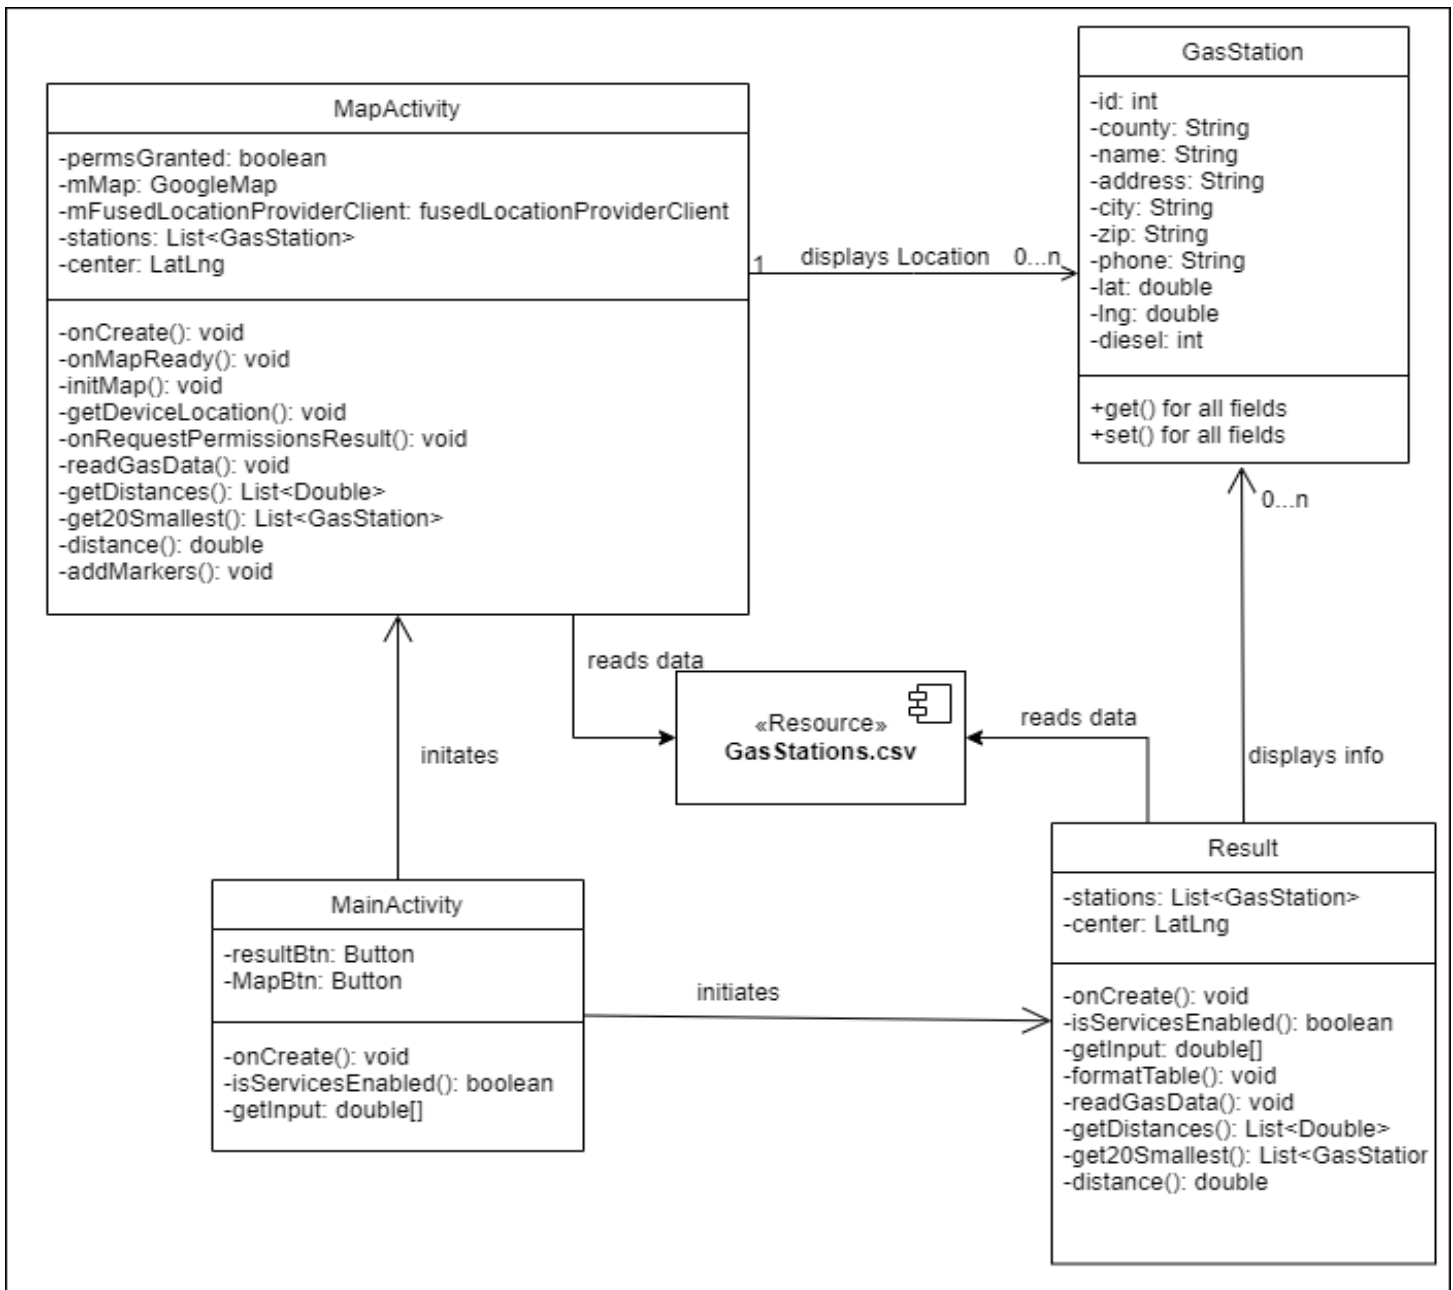 MapActivity
-permsGranted: boolean
-mMap: GoogleMap
-mFusedLocationProviderClient: fusedLocationProviderClient
-stations: List<GasStation>
-center: LatLng
-onCreate(): void
-onMapReady(): void
-initMap(): void
-getDeviceLocation(): void
-onRequestPermissionsResult(): void
-readGasData(): void
-getDistances(): List<Double>
-get20Smallest(): List<GasStation>
-distance(): double
-addMarkers(): void
1 displays Location 0...n
GasStation
-id: int
-county: String
-name: String
-address: String
-city: String
-zip: String
-phone: String
-lat: double
-lng: double
-diesel: int
+get() for all fields
+set() for all fields
0...n
reads data
initates
«Resource»
GasStations.csv
reads data
displays info
MainActivity
-resultBtn: Button
-MapBtn: Button
-onCreate(): void
-isServicesEnabled(): boolean
-getInput: double[]
initiates
Result
-stations: List<GasStation>
-center: LatLng
-onCreate(): void
-isServicesEnabled(): boolean
-getInput: double[]
-formatTable(): void
-readGasData(): void
-getDistances(): List<Double>
-get20Smallest(): List<GasStation
-distance(): double